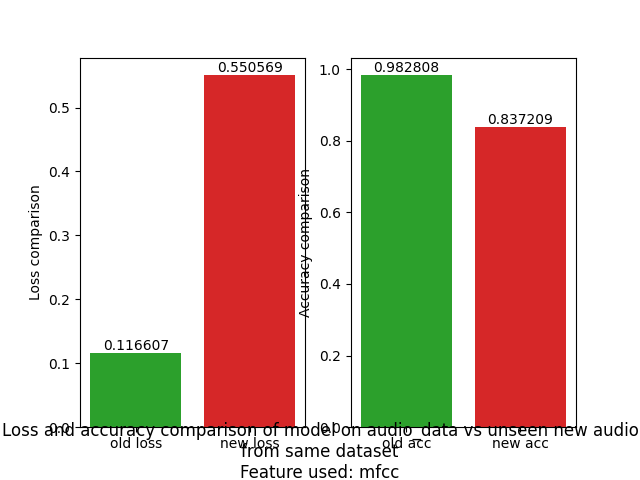 0.550569
0.982808
0.116607
0.837209
Loss comparison
0.5
0.4
0.3
0.2
0.1
0.0
old loss
new loss
Accuracy comparison
1.0
0.8
0.6
0.4
0.2
0.0
old acc
new acc
Loss and accuracy comparison of model on audio_data vs unseen new audio
from same dataset
Feature used: mfcc